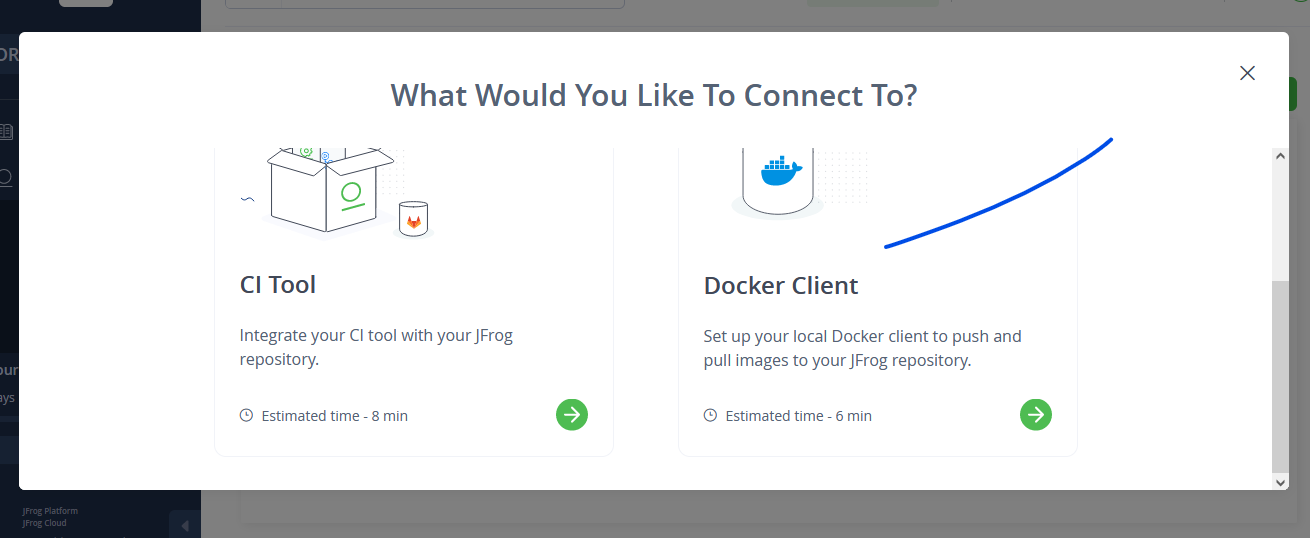 What Would You Like To Connect To?
CI Tool
Integrate your CI tool with your JFrog
repository.
Estimated time - 8 min
Docker Client
Set up your local Docker client to push and
pull images to your JFrog repository.
Estimated time - 6 min
JFrog Platform
JFrog Cloud